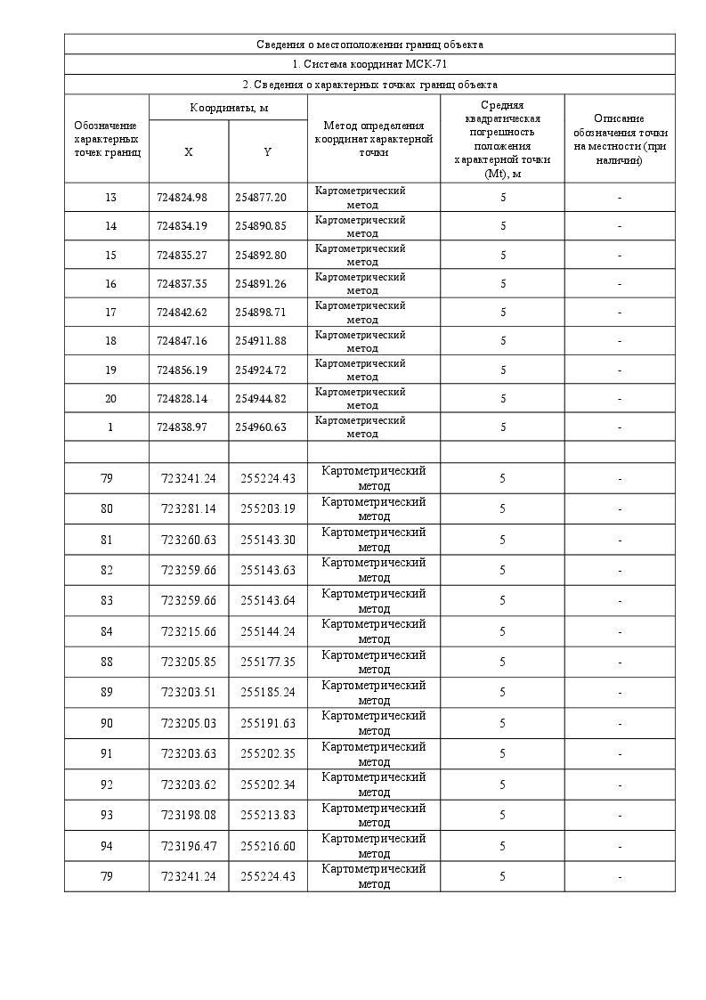 Сведения о местоположении границ объекта
1. Система координат МСК-71
2. Сведения о характерных точках границ объекта
Обозначение характерных точек границ
Координаты, м
X
Y
Метод определения координат характерной точки
Средняя квадратическая погрешность положения характерной точки (Mt), м
Описание обозначения точки на местности (при наличии)
13 724824.98 254877.20 Картометрический метод 5 -
14 724834.19 254890.85 Картометрический метод 5 -
15 724835.27 254892.80 Картометрический метод 5 -
16 724837.35 254891.26 Картометрический метод 5 -
17 724842.62 254898.71 Картометрический метод 5 -
18 724847.16 254911.88 Картометрический метод 5 -
19 724856.19 254924.72 Картометрический метод 5 -
20 724828.14 254944.82 Картометрический метод 5 -
1 724838.97 254960.63 Картометрический метод 5 -
79 723241.24 255224.43 Картометрический метод 5 -
80 723281.14 255203.19 Картометрический метод 5 -
81 723260.63 255143.30 Картометрический метод 5 -
82 723259.66 255143.63 Картометрический метод 5 -
83 723259.66 255143.64 Картометрический метод 5 -
84 723215.66 255144.24 Картометрический метод 5 -
88 723205.85 255177.35 Картометрический метод 5 -
89 723203.51 255185.24 Картометрический метод 5 -
90 723205.03 255191.63 Картометрический метод 5 -
91 723203.63 255202.35 Картометрический метод 5 -
92 723203.62 255202.34 Картометрический метод 5 -
93 723198.08 255213.83 Картометрический метод 5 -
94 723196.47 255216.60 Картометрический метод 5 -
79 723241.24 255224.43 Картометрический метод 5 -